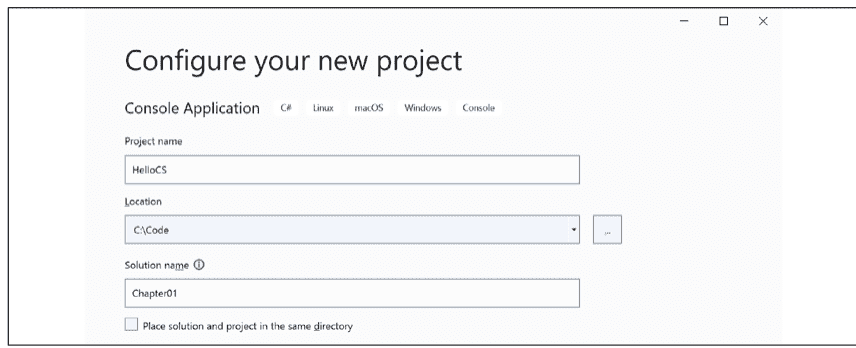 Configure your new project
Console Application C# Linux macOS Windows Console
Project name
HelloCS
Location
C:\Code
...
Solution name
Chapter01
Place solution and project in the same directory